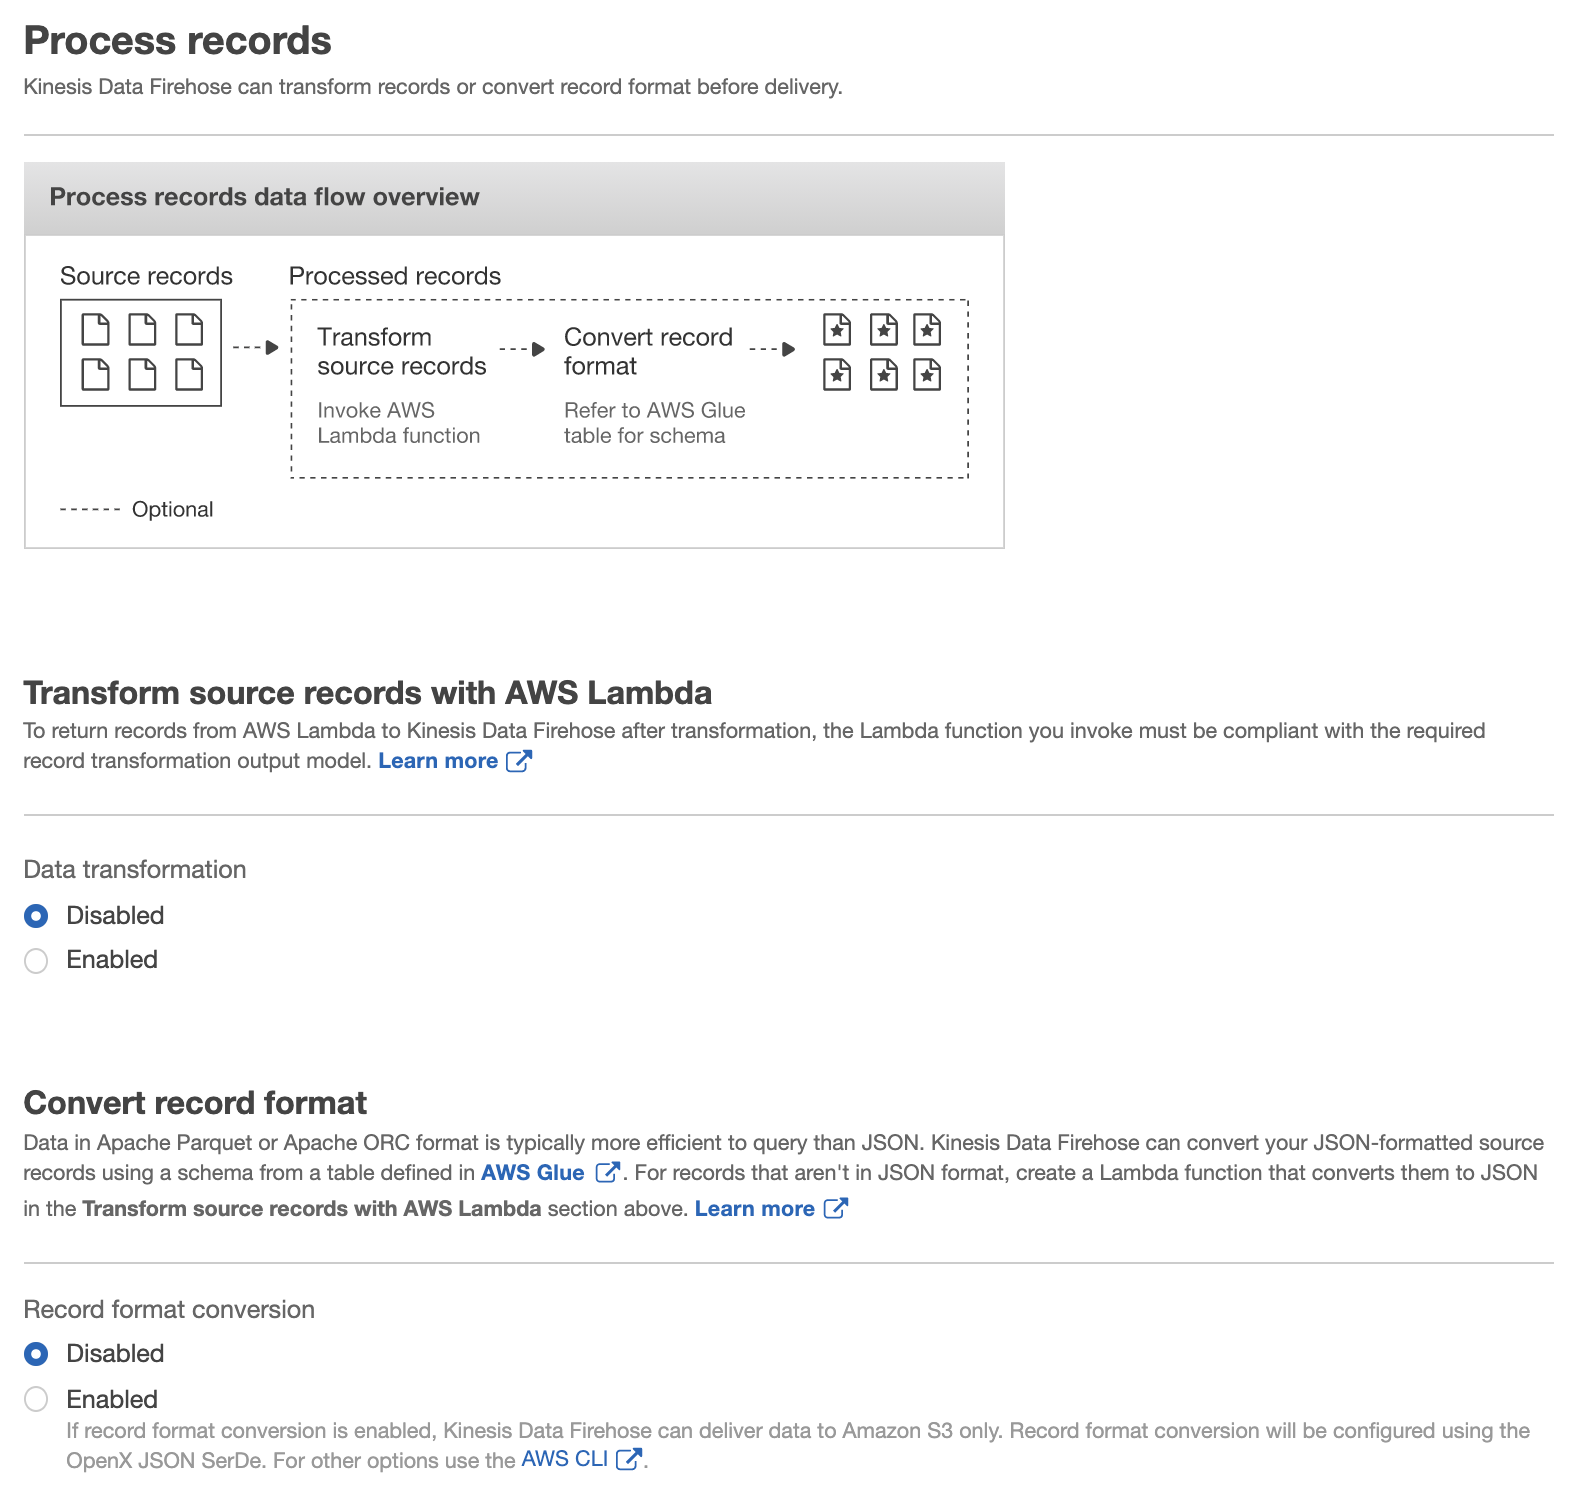 Process records
Kinesis Data Firehose can transform records or convert record format before delivery.
Process records data flow overview
Source records
Processed records
Transform
source records
Invoke AWS
Lambda function
Convert record
format
Refer to AWS Glue
table for schema
Optional
Transform source records with AWS Lambda
To return records from AWS Lambda to Kinesis Data Firehose after transformation, the Lambda function you invoke must be compliant with the required
record transformation output model. Learn more
Data transformation
Disabled
Enabled
Convert record format
Data in Apache Parquet or Apache ORC format is typically more efficient to query than JSON. Kinesis Data Firehose can convert your JSON-formatted source
records using a schema from a table defined in AWS Glue . For records that aren't in JSON format, create a Lambda function that converts them to JSON
in the Transform source records with AWS Lambda section above. Learn more
Record format conversion
Disabled
Enabled
If record format conversion is enabled, Kinesis Data Firehose can deliver data to Amazon S3 only. Record format conversion will be configured using the
OpenX JSON SerDe. For other options use the AWS CLI .